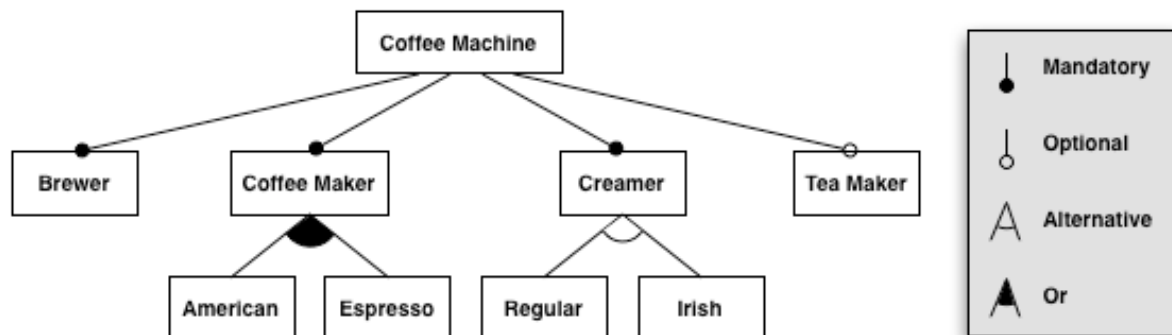 Coffee Machine
Brewer
Coffee Maker
Creamer
Tea Maker
American
Espresso
Regular
Irish
Mandatory
Optional
Alternative
Or